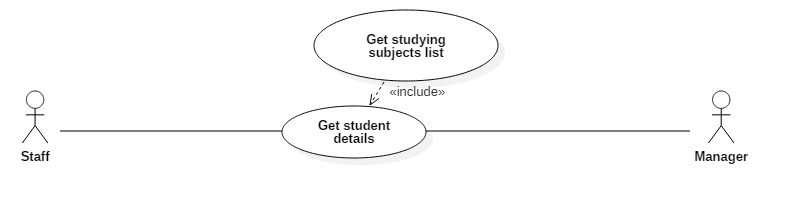 Get studying
subjects list
«include»
Get student
details
Staff
Manager